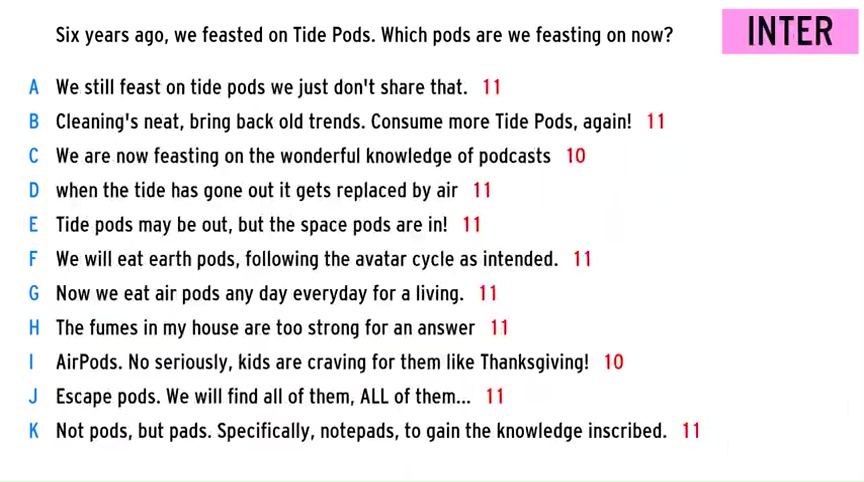 Six years ago, we feasted on Tide Pods. Which pods are we feasting on now?
INTER
A We still feast on tide pods we just don't share that. 11
B Cleaning's neat, bring back old trends. Consume more Tide Pods, again! 11
C We are now feasting on the wonderful knowledge of podcasts 10
D when the tide has gone out it gets replaced by air 11
E Tide pods may be out, but the space pods are in! 11
F We will eat earth pods, following the avatar cycle as intended. 11
G Now we eat air pods any day everyday for a living. 11
H The fumes in my house are too strong for an answer 11
I AirPods. No seriously, kids are craving for them like Thanksgiving! 10
J Escape pods. We will find all of them, ALL of them... 11
K Not pods, but pads. Specifically, notepads, to gain the knowledge inscribed. 11